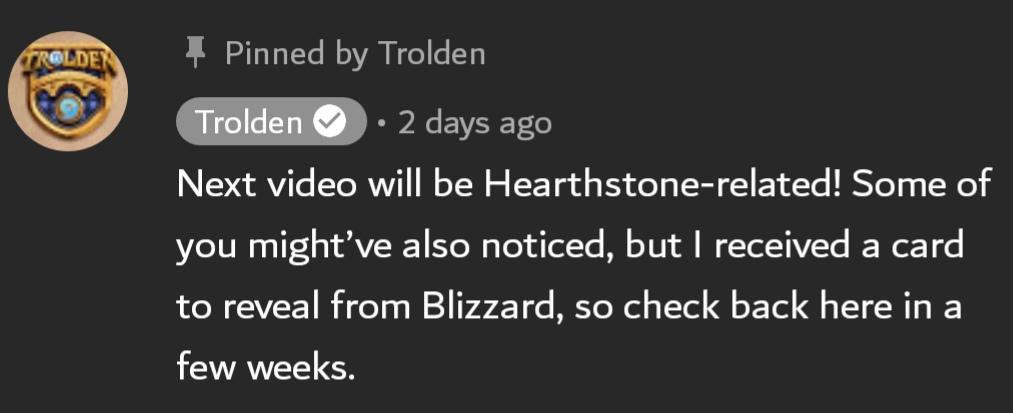 TROLDEN
Pinned by Trolden
Trolden • 2 days ago
Next video will be Hearthstone-related! Some of
you might’ve also noticed, but I received a card
to reveal from Blizzard, so check back here in a
few weeks.